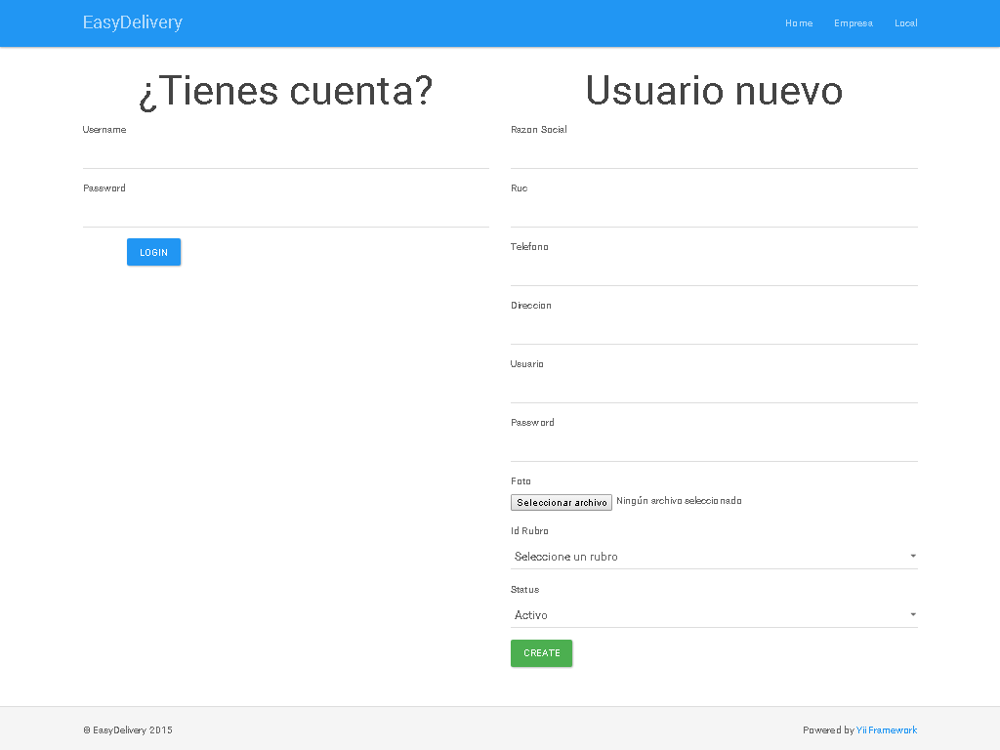 EasyDelivery
Home Empresa Local
¿Tienes cuenta?
Username
Password
LOGIN
Usuario nuevo
Razon Social
Ruc
Telefono
Direccion
Usuario
Password
Foto
Seleccionar archivo Ningún archivo seleccionado
Id Rubro
Seleccione un rubro
Status
Activo
CREATE
© EasyDelivery 2015
Powered by Yii Framework